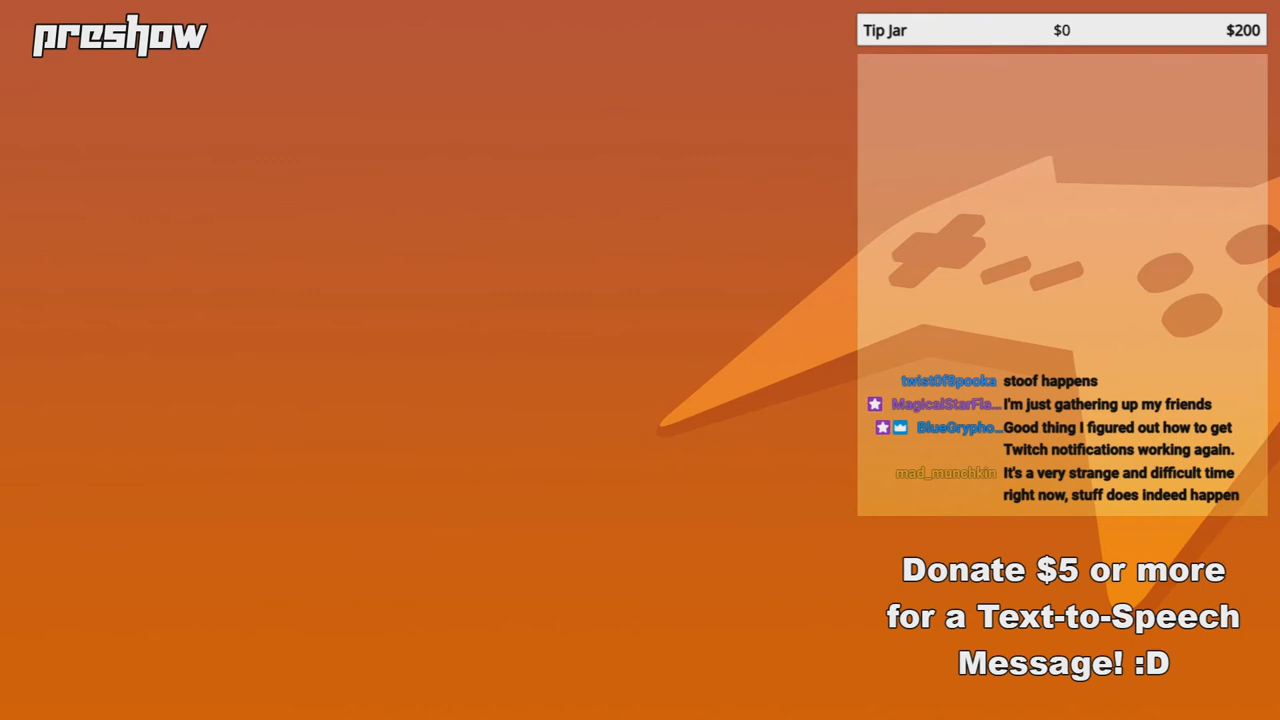 preshow
Tip Jar $0 $200
twist0f8pooka stoof happens
MagicalStarFla... I'm just gathering up my friends
BlueGrypho... Good thing I figured out how to get
Twitch notifications working again.
mad_munchkin It's a very strange and difficult time
right now, stuff does indeed happen
Donate $5 or more
for a Text-to-Speech
Message! :D